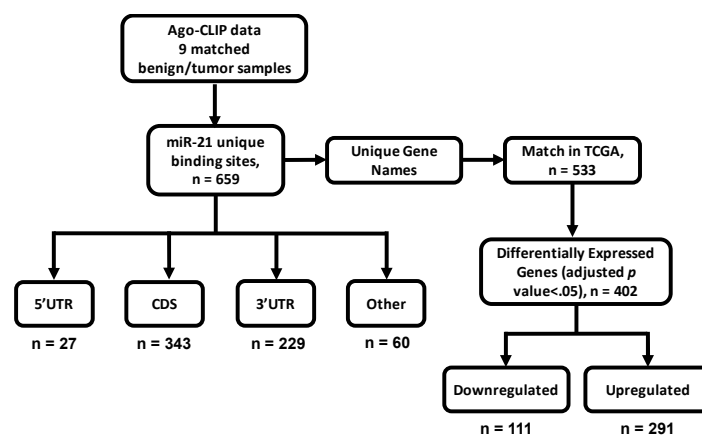 Ago-CLIP data
9 matched
benign/tumor samples
miR-21 unique
binding sites,
n = 659
Unique Gene
Names
Match in TCGA,
n = 533
5’UTR
CDS
3’UTR
Other
n = 27
n = 343
n = 229
n = 60
Differentially Expressed
Genes (adjusted p
value<.05), n = 402
Downregulated
Upregulated
n = 111
n = 291